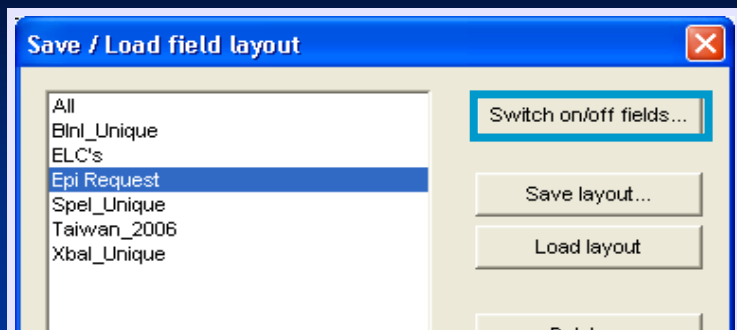 Save / Load field layout
All
Blnl_Unique
ELC's
Epi Request
Spel_Unique
Taiwan_2006
Xbal_Unique
Switch on/off fields...
Save layout...
Load layout